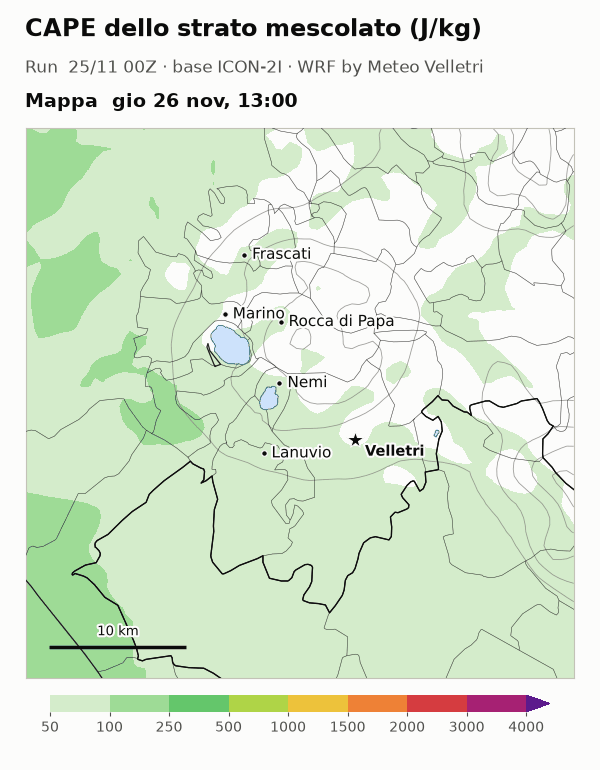 CAPE dello strato mescolato (J/kg)
Run  25/11 00Z · base ICON-2I · WRF by Meteo Velletri
Mappa  gio 26 nov, 13:00
Frascati
Marino
Rocca di Papa
Nemi
Velletri
Lanuvio
10 km
50 100 250 500 1000 1500 2000 3000 4000